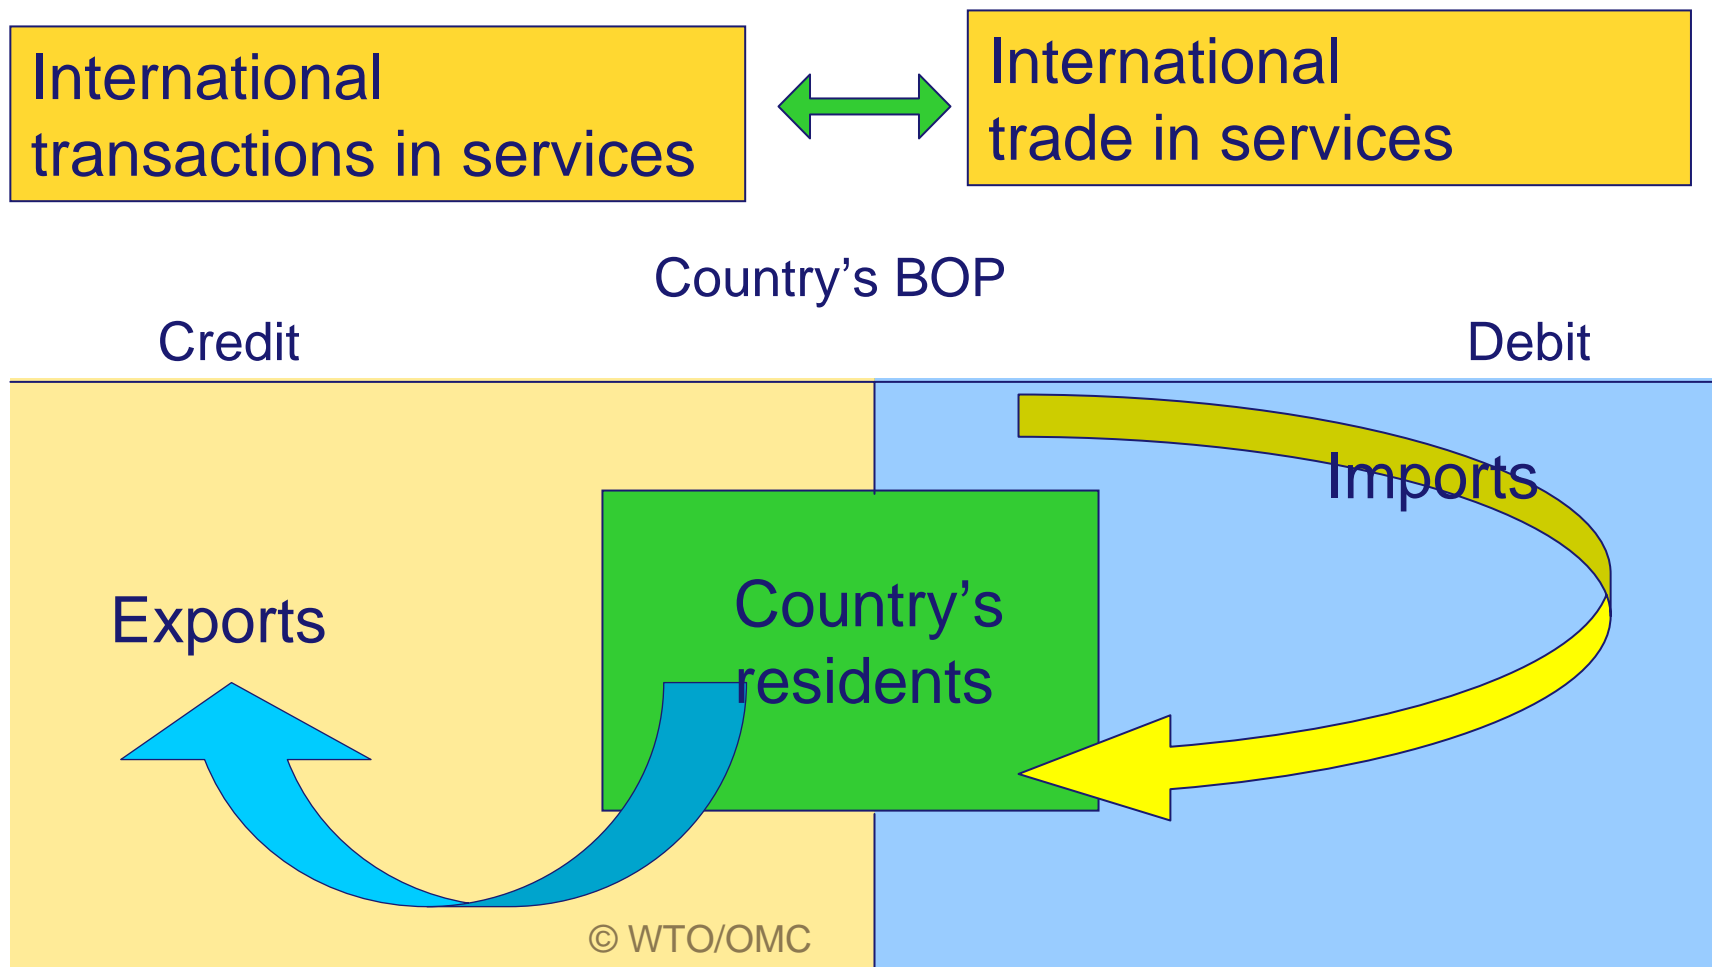 International
transactions in services
International
trade in services
Country’s BOP
Credit
Debit
Imports
Exports
Country’s
residents
© WTO/OMC